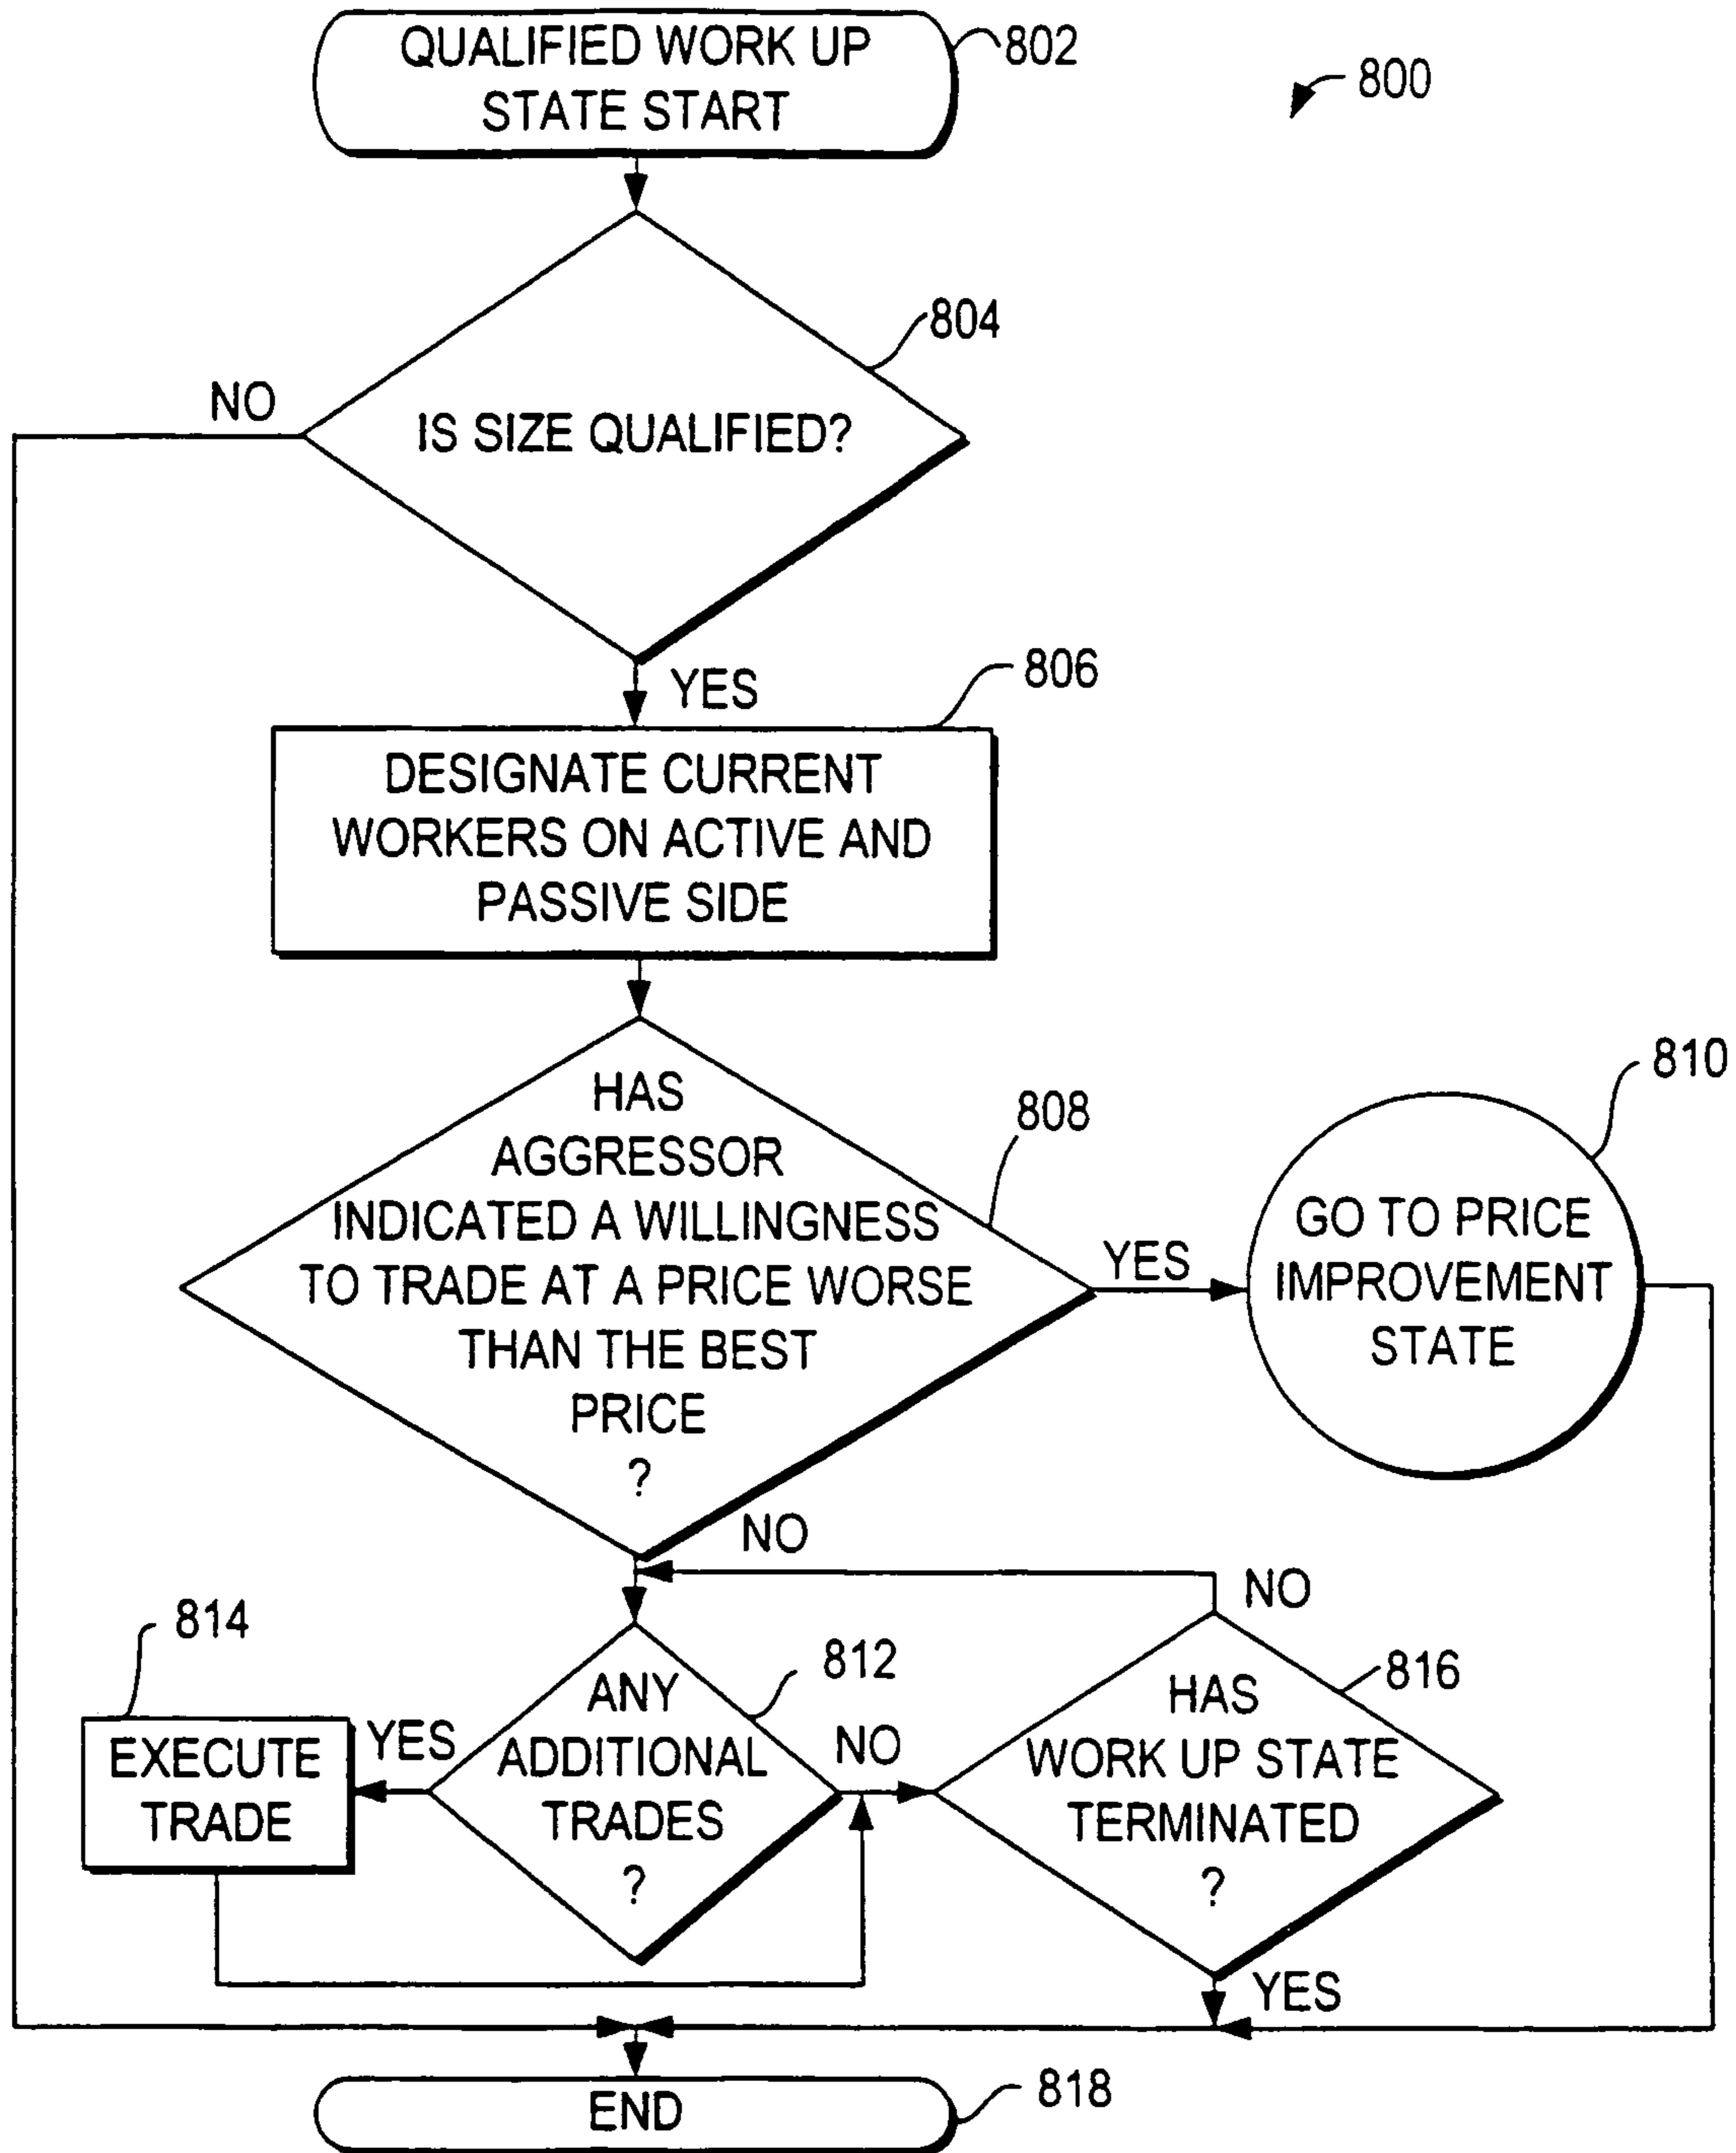 QUALIFIED WORK UP
STATE START
802
800
804
NO
IS SIZE QUALIFIED?
YES
806
DESIGNATE CURRENT
WORKERS ON ACTIVE AND
PASSIVE SIDE
HAS
AGGRESSOR
INDICATED A WILLINGNESS
TO TRADE AT A PRICE WORSE
THAN THE BEST
PRICE
?
808
YES
810
GO TO PRICE
IMPROVEMENT
STATE
NO
NO
814
EXECUTE
TRADE
YES
812
ANY
ADDITIONAL
TRADES
?
NO
816
HAS
WORK UP STATE
TERMINATED
?
YES
END
818